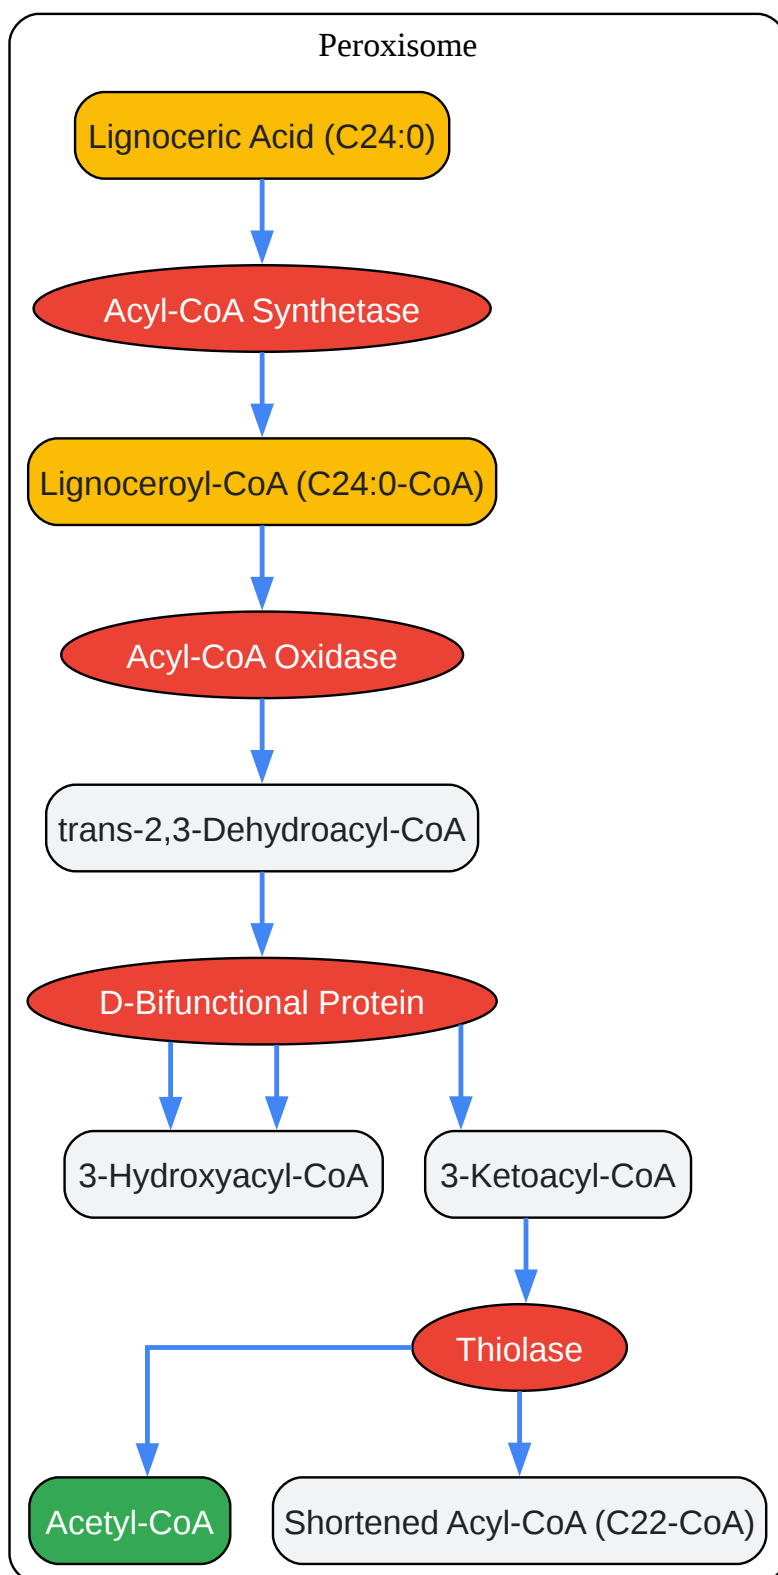 Peroxisome
Lignoceric Acid (C24:0)
Acyl-CoA Synthetase
Lignoceroyl-CoA (C24:0-CoA)
Acyl-CoA Oxidase
trans-2,3-Dehydroacyl-CoA
D-Bifunctional Protein
3-Hydroxyacyl-CoA
3-Ketoacyl-CoA
Thiolase
Acetyl-CoA
Shortened Acyl-CoA (C22-CoA)